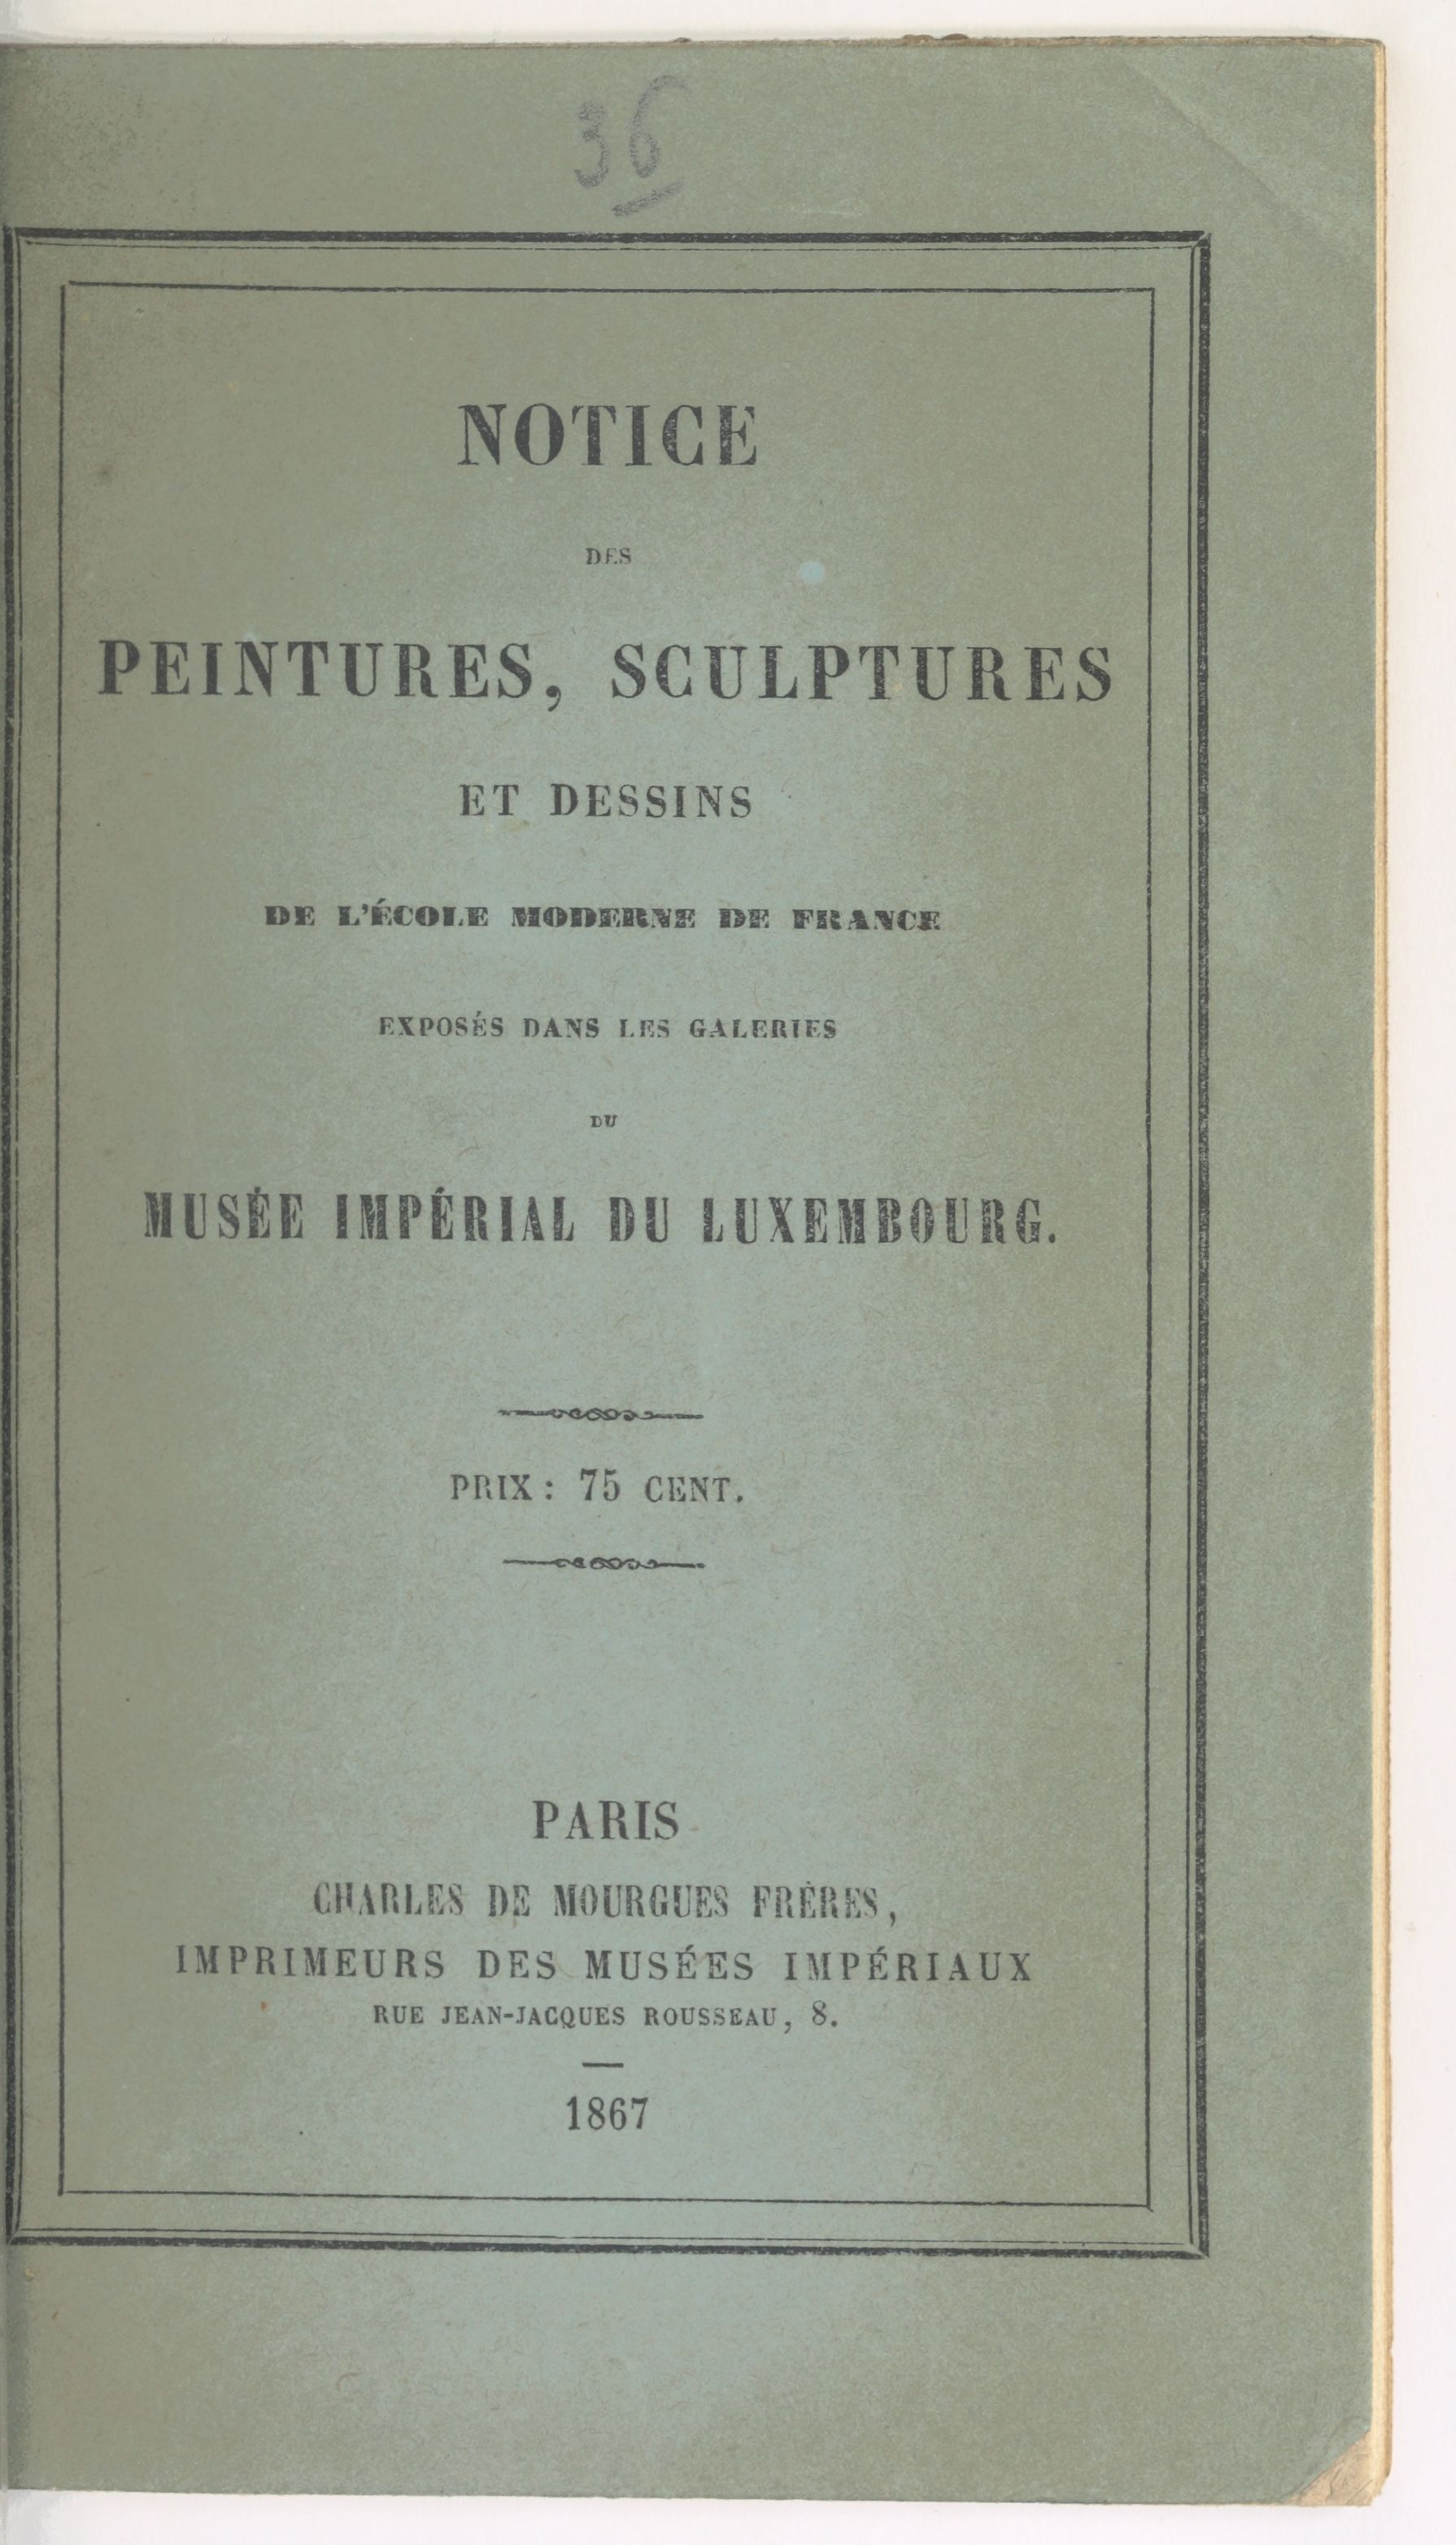 36
NOTICE
DES
PEINTURES, SCULPTURES
ET DESSINS
DE L'ÉCOLE MODERNE DE FRANCE
EXPOSÉS DANS LES GALERIES
DU
MUSÉE IMPÉRIAL DU LUXEMBOURG.
PRIX : 75 CENT.
PARIS
CHARLES DE MOURGUES FRÈRES,
IMPRIMEURS DES MUSÉES IMPÉRIAUX
RUE JEAN-JACQUES ROUSSEAU, 8.
1867